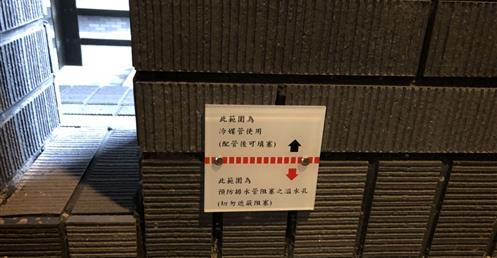 此範圍為
冷媒管使用
(配管後可填塞)
此範圍為
預防排水管阻塞之溢水孔
(切勿遮蔽阻塞)